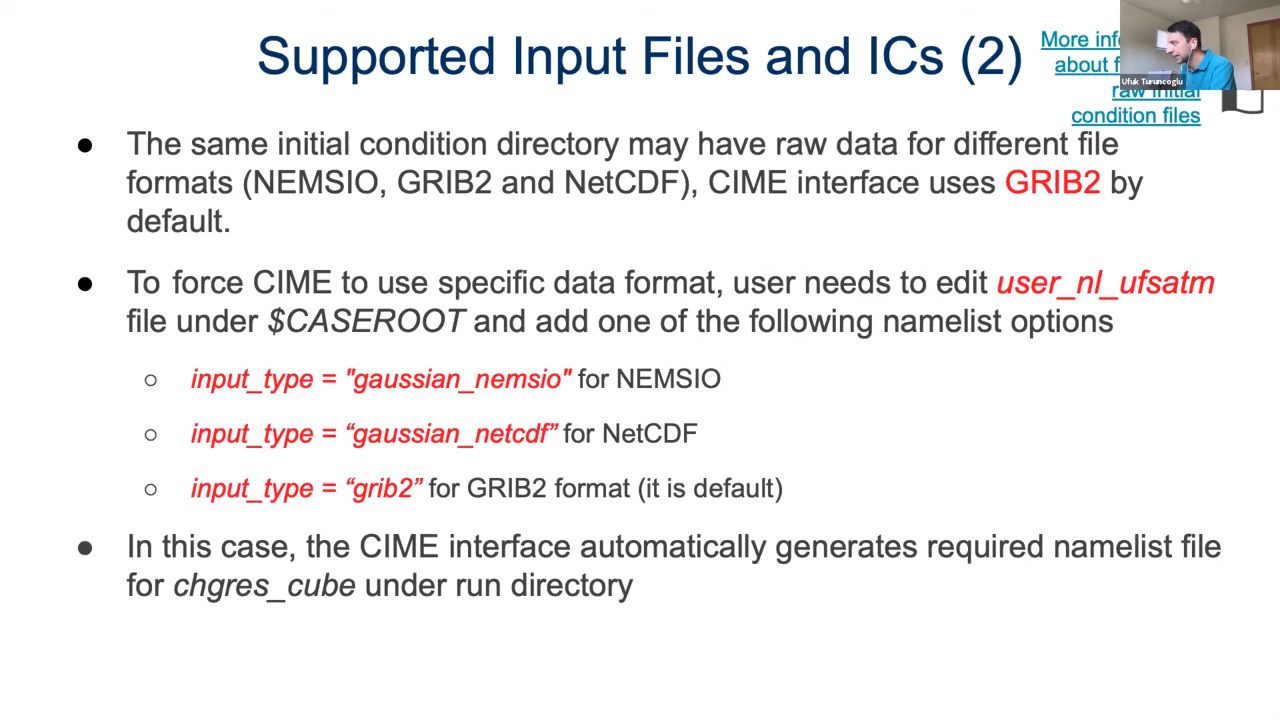 Supported Input Files and ICs (2)
More inf
about f
raw initial
condition files
Ufuk Turuncoglu
● The same initial condition directory may have raw data for different file
formats (NEMSIO, GRIB2 and NetCDF), CIME interface uses GRIB2 by
default.
● To force CIME to use specific data format, user needs to edit user_nl_ufsatm
file under $CASEROOT and add one of the following namelist options
○ input_type = "gaussian_nemsio" for NEMSIO
○ input_type = “gaussian_netcdf” for NetCDF
○ input_type = “grib2” for GRIB2 format (it is default)
● In this case, the CIME interface automatically generates required namelist file
for chgres_cube under run directory